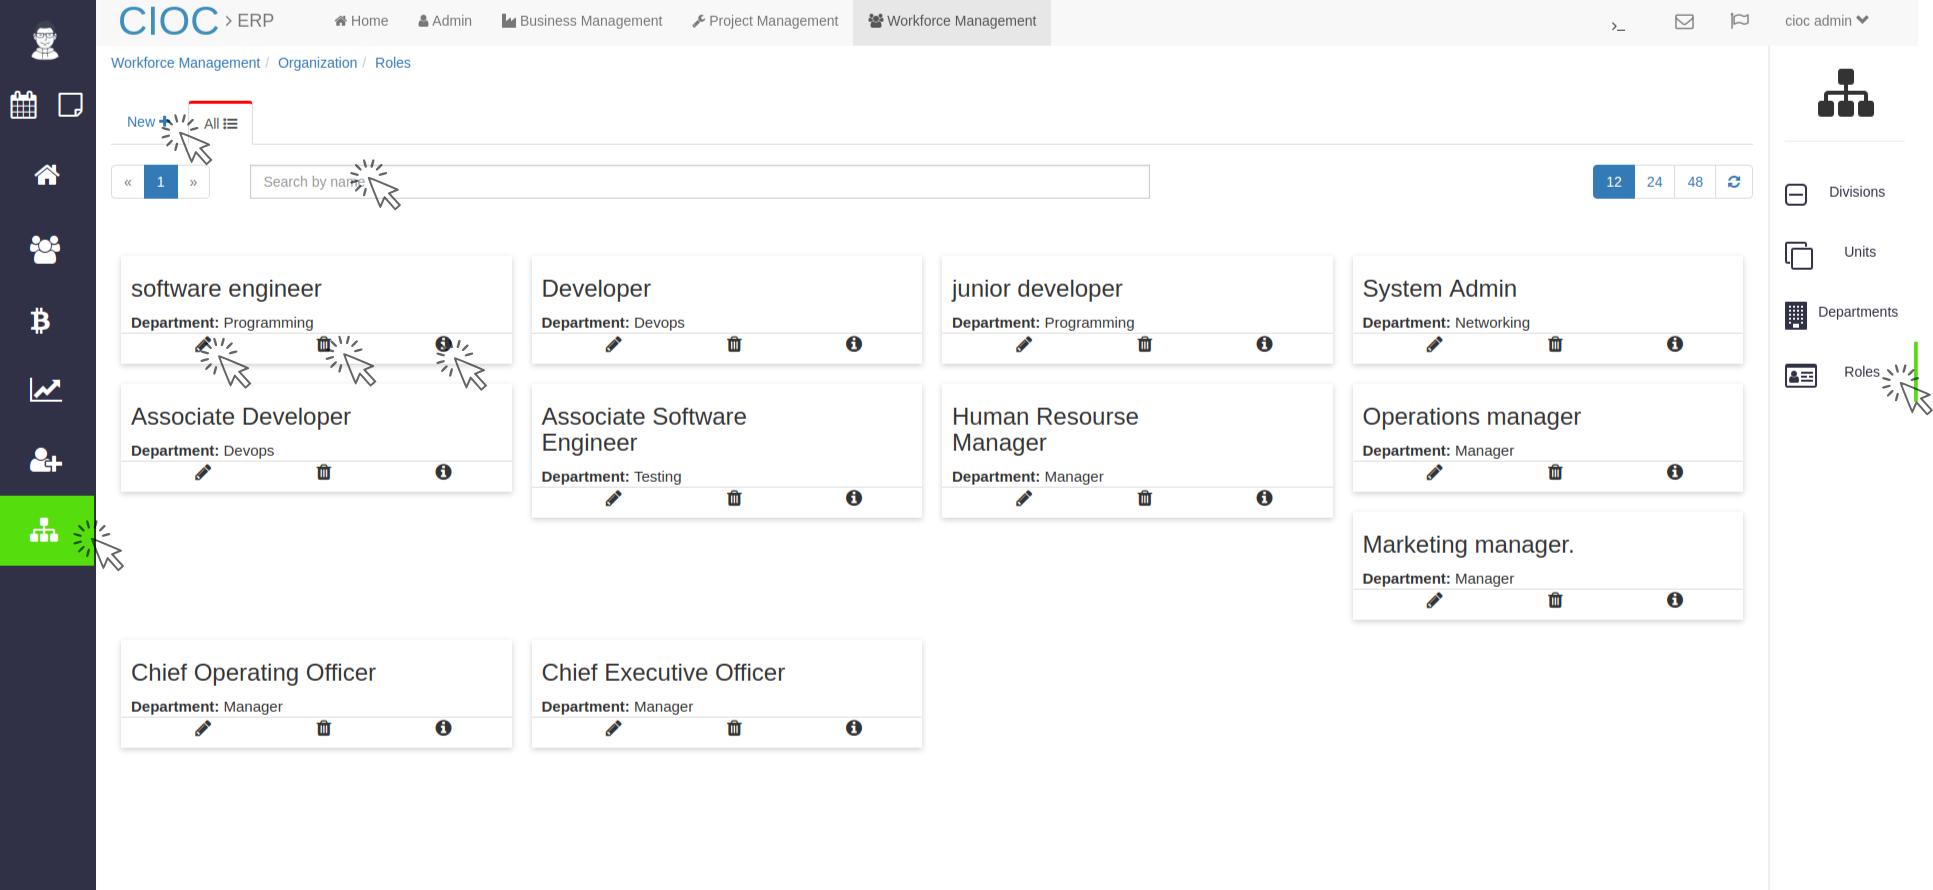 CIOC > ERP
Home
Admin
Business Management
Project Management
Workforce Management
cioc admin
Workforce Management / Organization / Roles
New
All
« 1 »
Search by name
12 24 48
Divisions
Units
Departments
Roles
software engineer
Department: Programming
Developer
Department: Devops
junior developer
Department: Programming
System Admin
Department: Networking
Associate Developer
Department: Devops
Associate Software
Engineer
Department: Testing
Human Resourse
Manager
Department: Manager
Operations manager
Department: Manager
Marketing manager.
Department: Manager
Chief Operating Officer
Department: Manager
Chief Executive Officer
Department: Manager